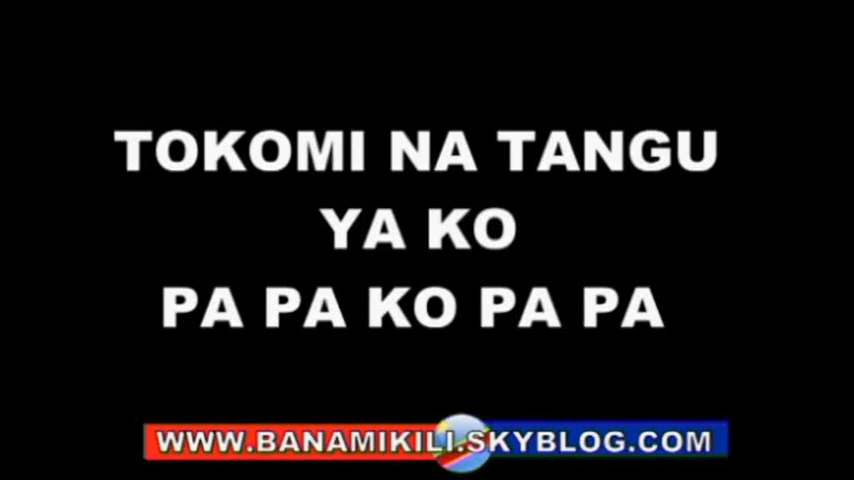 TOKOMI NA TANGU
YA KO
PA PA KO PA PA
WWW.BANAMIKILI.SKYBLOG.COM